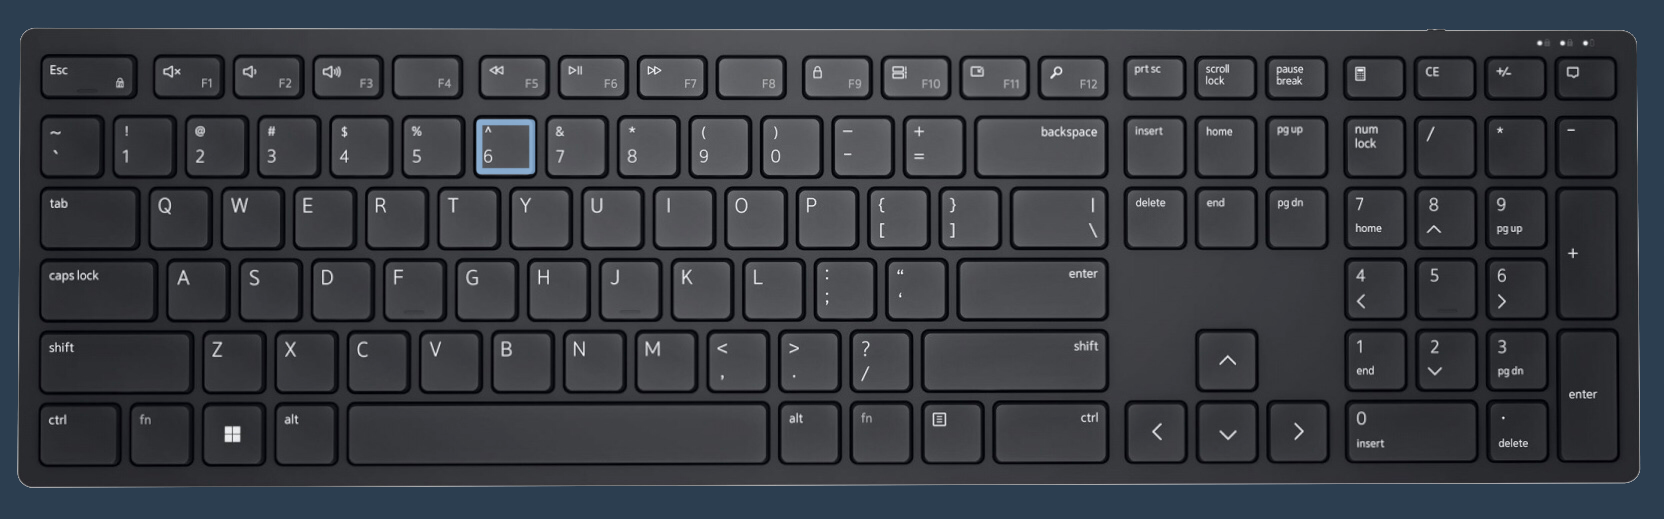 Esc F1 F2 F3 F4 F5 F6 F7 F8 F9 F10 F11 F12 prt sc scroll lock pause break CE +/-
~ ` ! 1 @ 2 # 3 $ 4 % 5 ^ 6 & 7 * 8 ( 9 ) 0 – - + = backspace insert home pg up num lock / * –
tab Q W E R T Y U I O P { [ } ] | \ delete end pg dn 7 home 8 9 pg up +
caps lock A S D F G H J K L : ; “ ‘ enter 4 < 5 6 >
shift Z X C V B N M < , > . ? / shift 1 end 2 3 pg dn enter
ctrl fn alt alt fn ctrl 0 insert . delete